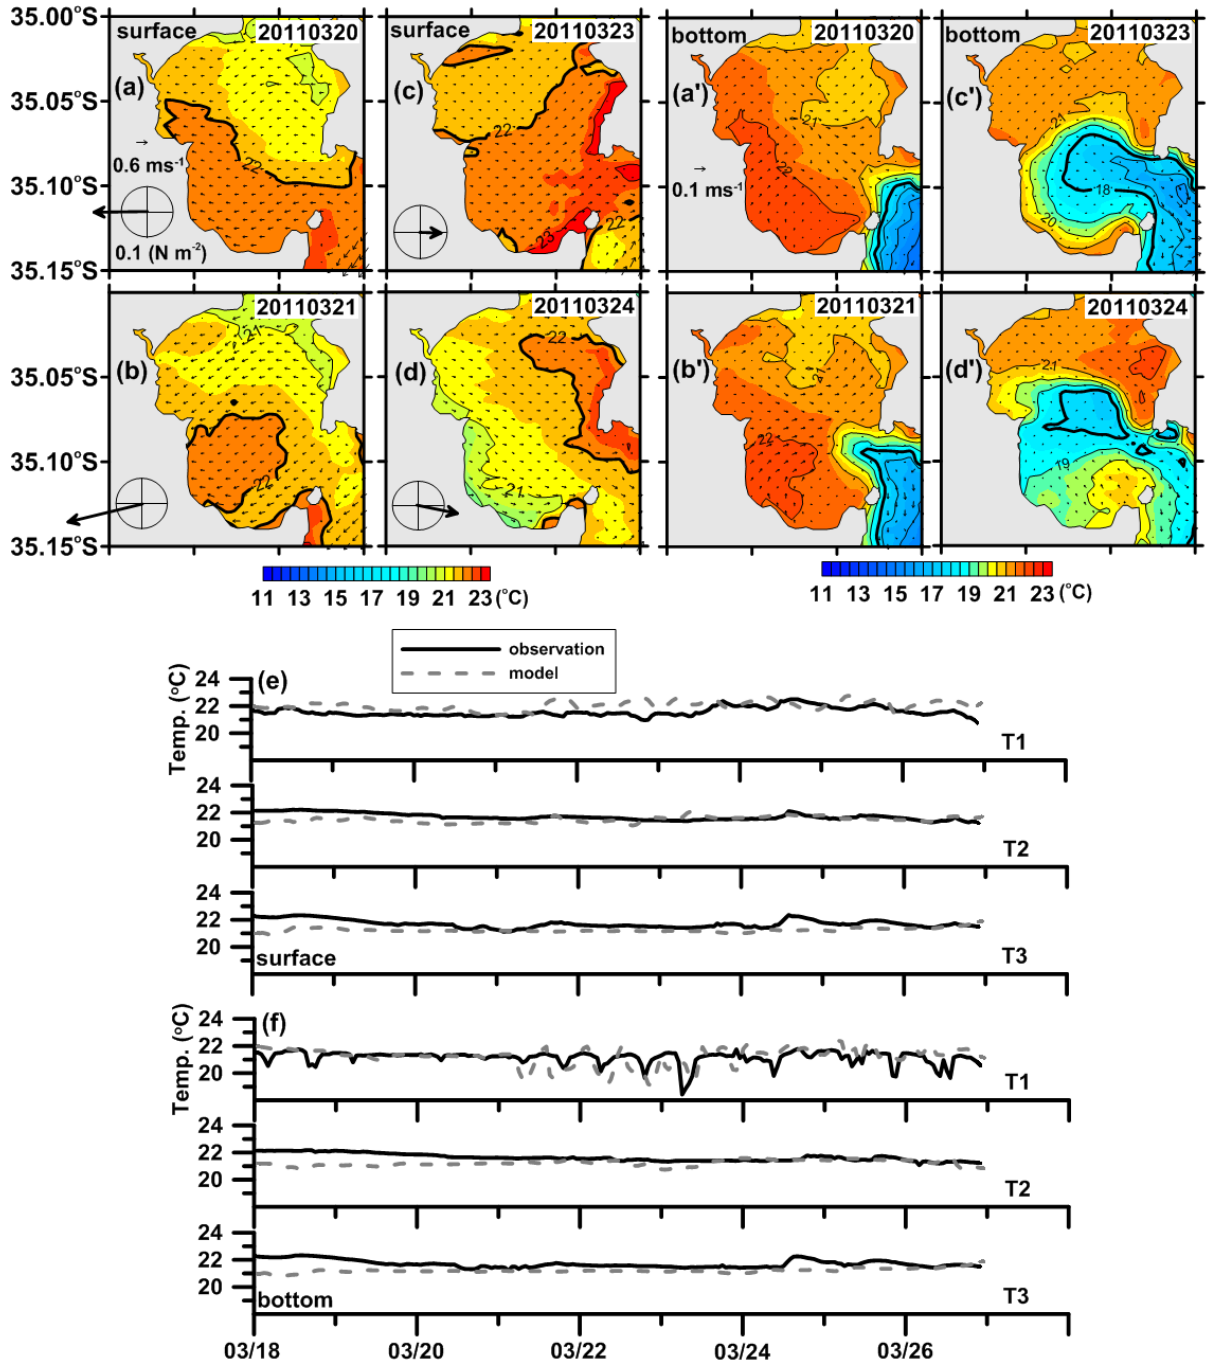 35.00°S
35.05°S
35.10°S
35.15°S
surface
20110320
(a)
22
0.6 ms-1
0.1 (N m-2)
surface
20110323
(c)
22
23
22
bottom
20110320
(a')
21
22
0.1 ms-1
bottom
20110323
(c')
21
18
20
35.05°S
35.10°S
35.15°S
20110321
(b)
21
22
20110324
(d)
22
21
20110321
(b')
21
22
20110324
(d')
21
19
11 13 15 17 19 21 23 (°C)
11 13 15 17 19 21 23 (°C)
observation
model
Temp. (°C)
24
22
20
(e)
T1
24
22
20
T2
24
22
20
surface
T3
Temp. (°C)
24
22
20
(f)
T1
24
22
20
T2
24
22
20
bottom
T3
03/18 03/20 03/22 03/24 03/26